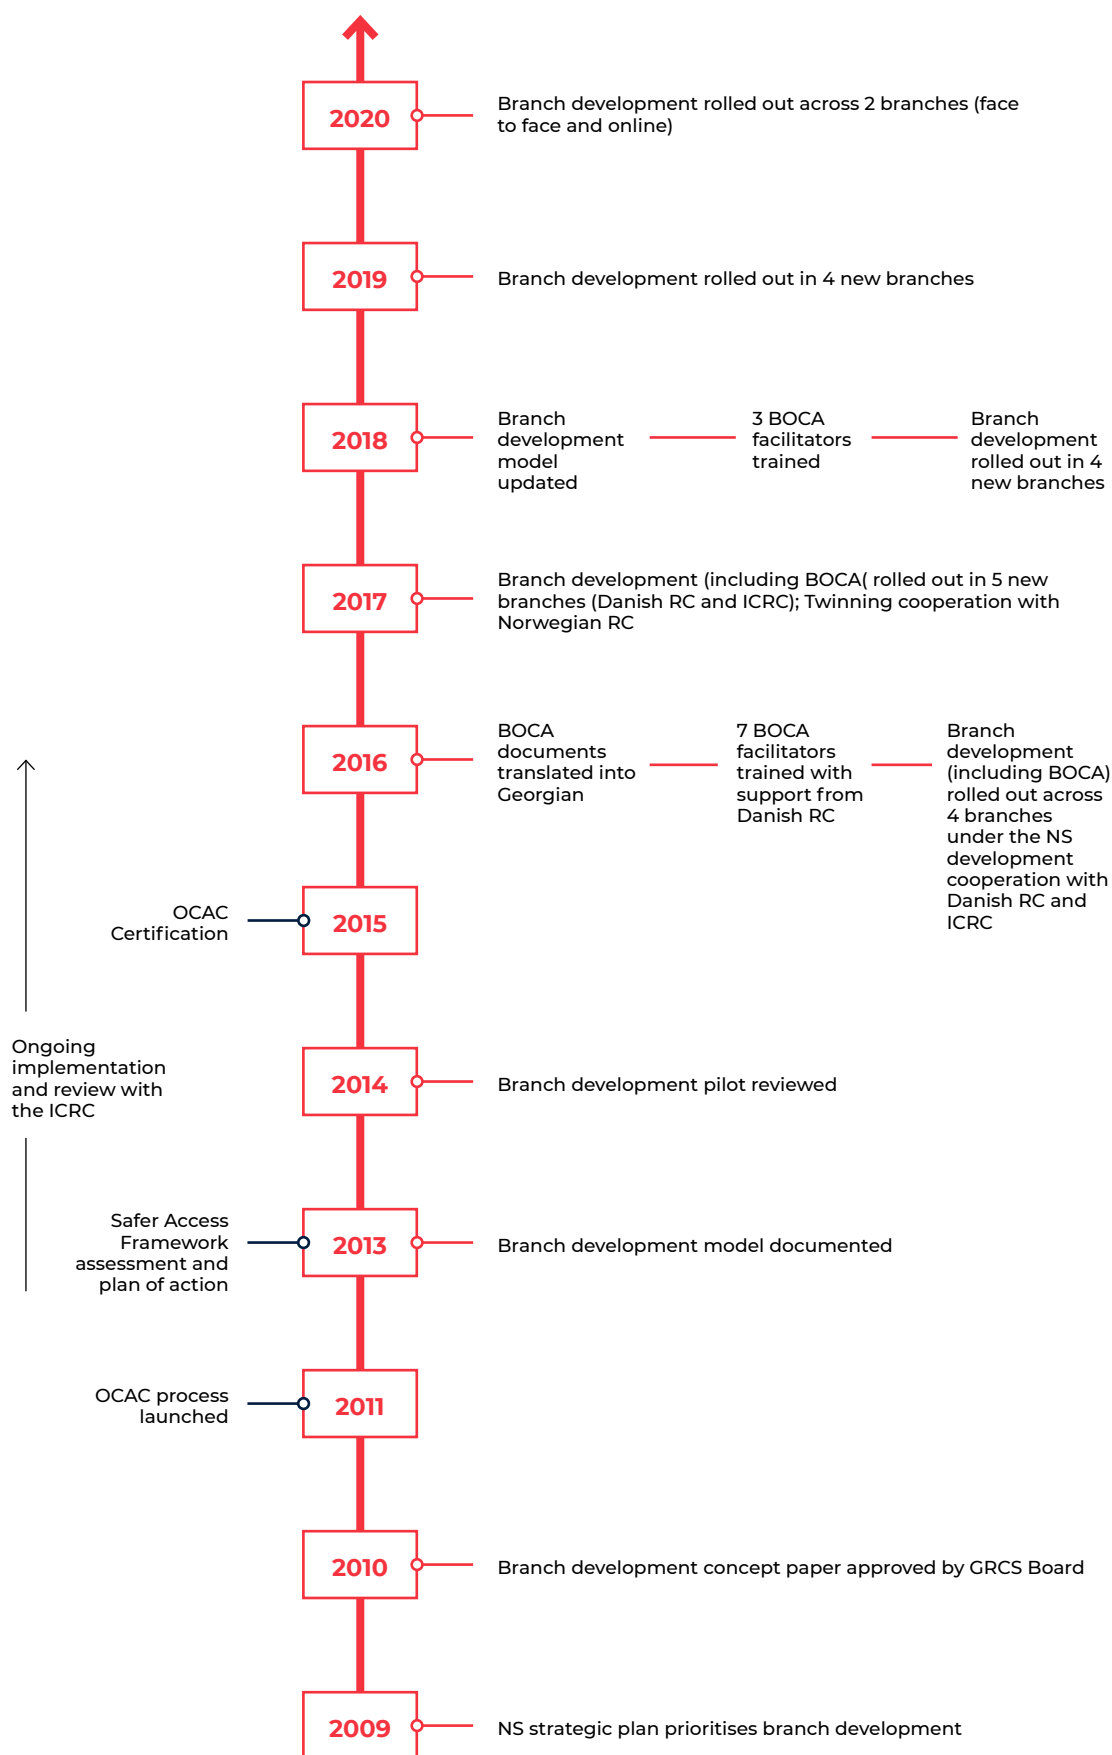 2020
Branch development rolled out across 2 branches (face
to face and online)
2019
Branch development rolled out in 4 new branches
2018
Branch
development
model
updated
3 BOCA
facilitators
trained
Branch
development
rolled out in 4
new branches
2017
Branch development (including BOCA( rolled out in 5 new
branches (Danish RC and ICRC); Twinning cooperation with
Norwegian RC
2016
BOCA
documents
translated into
Georgian
7 BOCA
facilitators
trained with
support from
Danish RC
Branch
development
(including BOCA)
rolled out across
4 branches
under the NS
development
cooperation with
Danish RC and
ICRC
OCAC
Certification
2015
Ongoing
implementation
and review with
the ICRC
2014
Branch development pilot reviewed
Safer Access
Framework
assessment and
plan of action
2013
Branch development model documented
OCAC process
launched
2011
2010
Branch development concept paper approved by GRCS Board
2009
NS strategic plan prioritises branch development